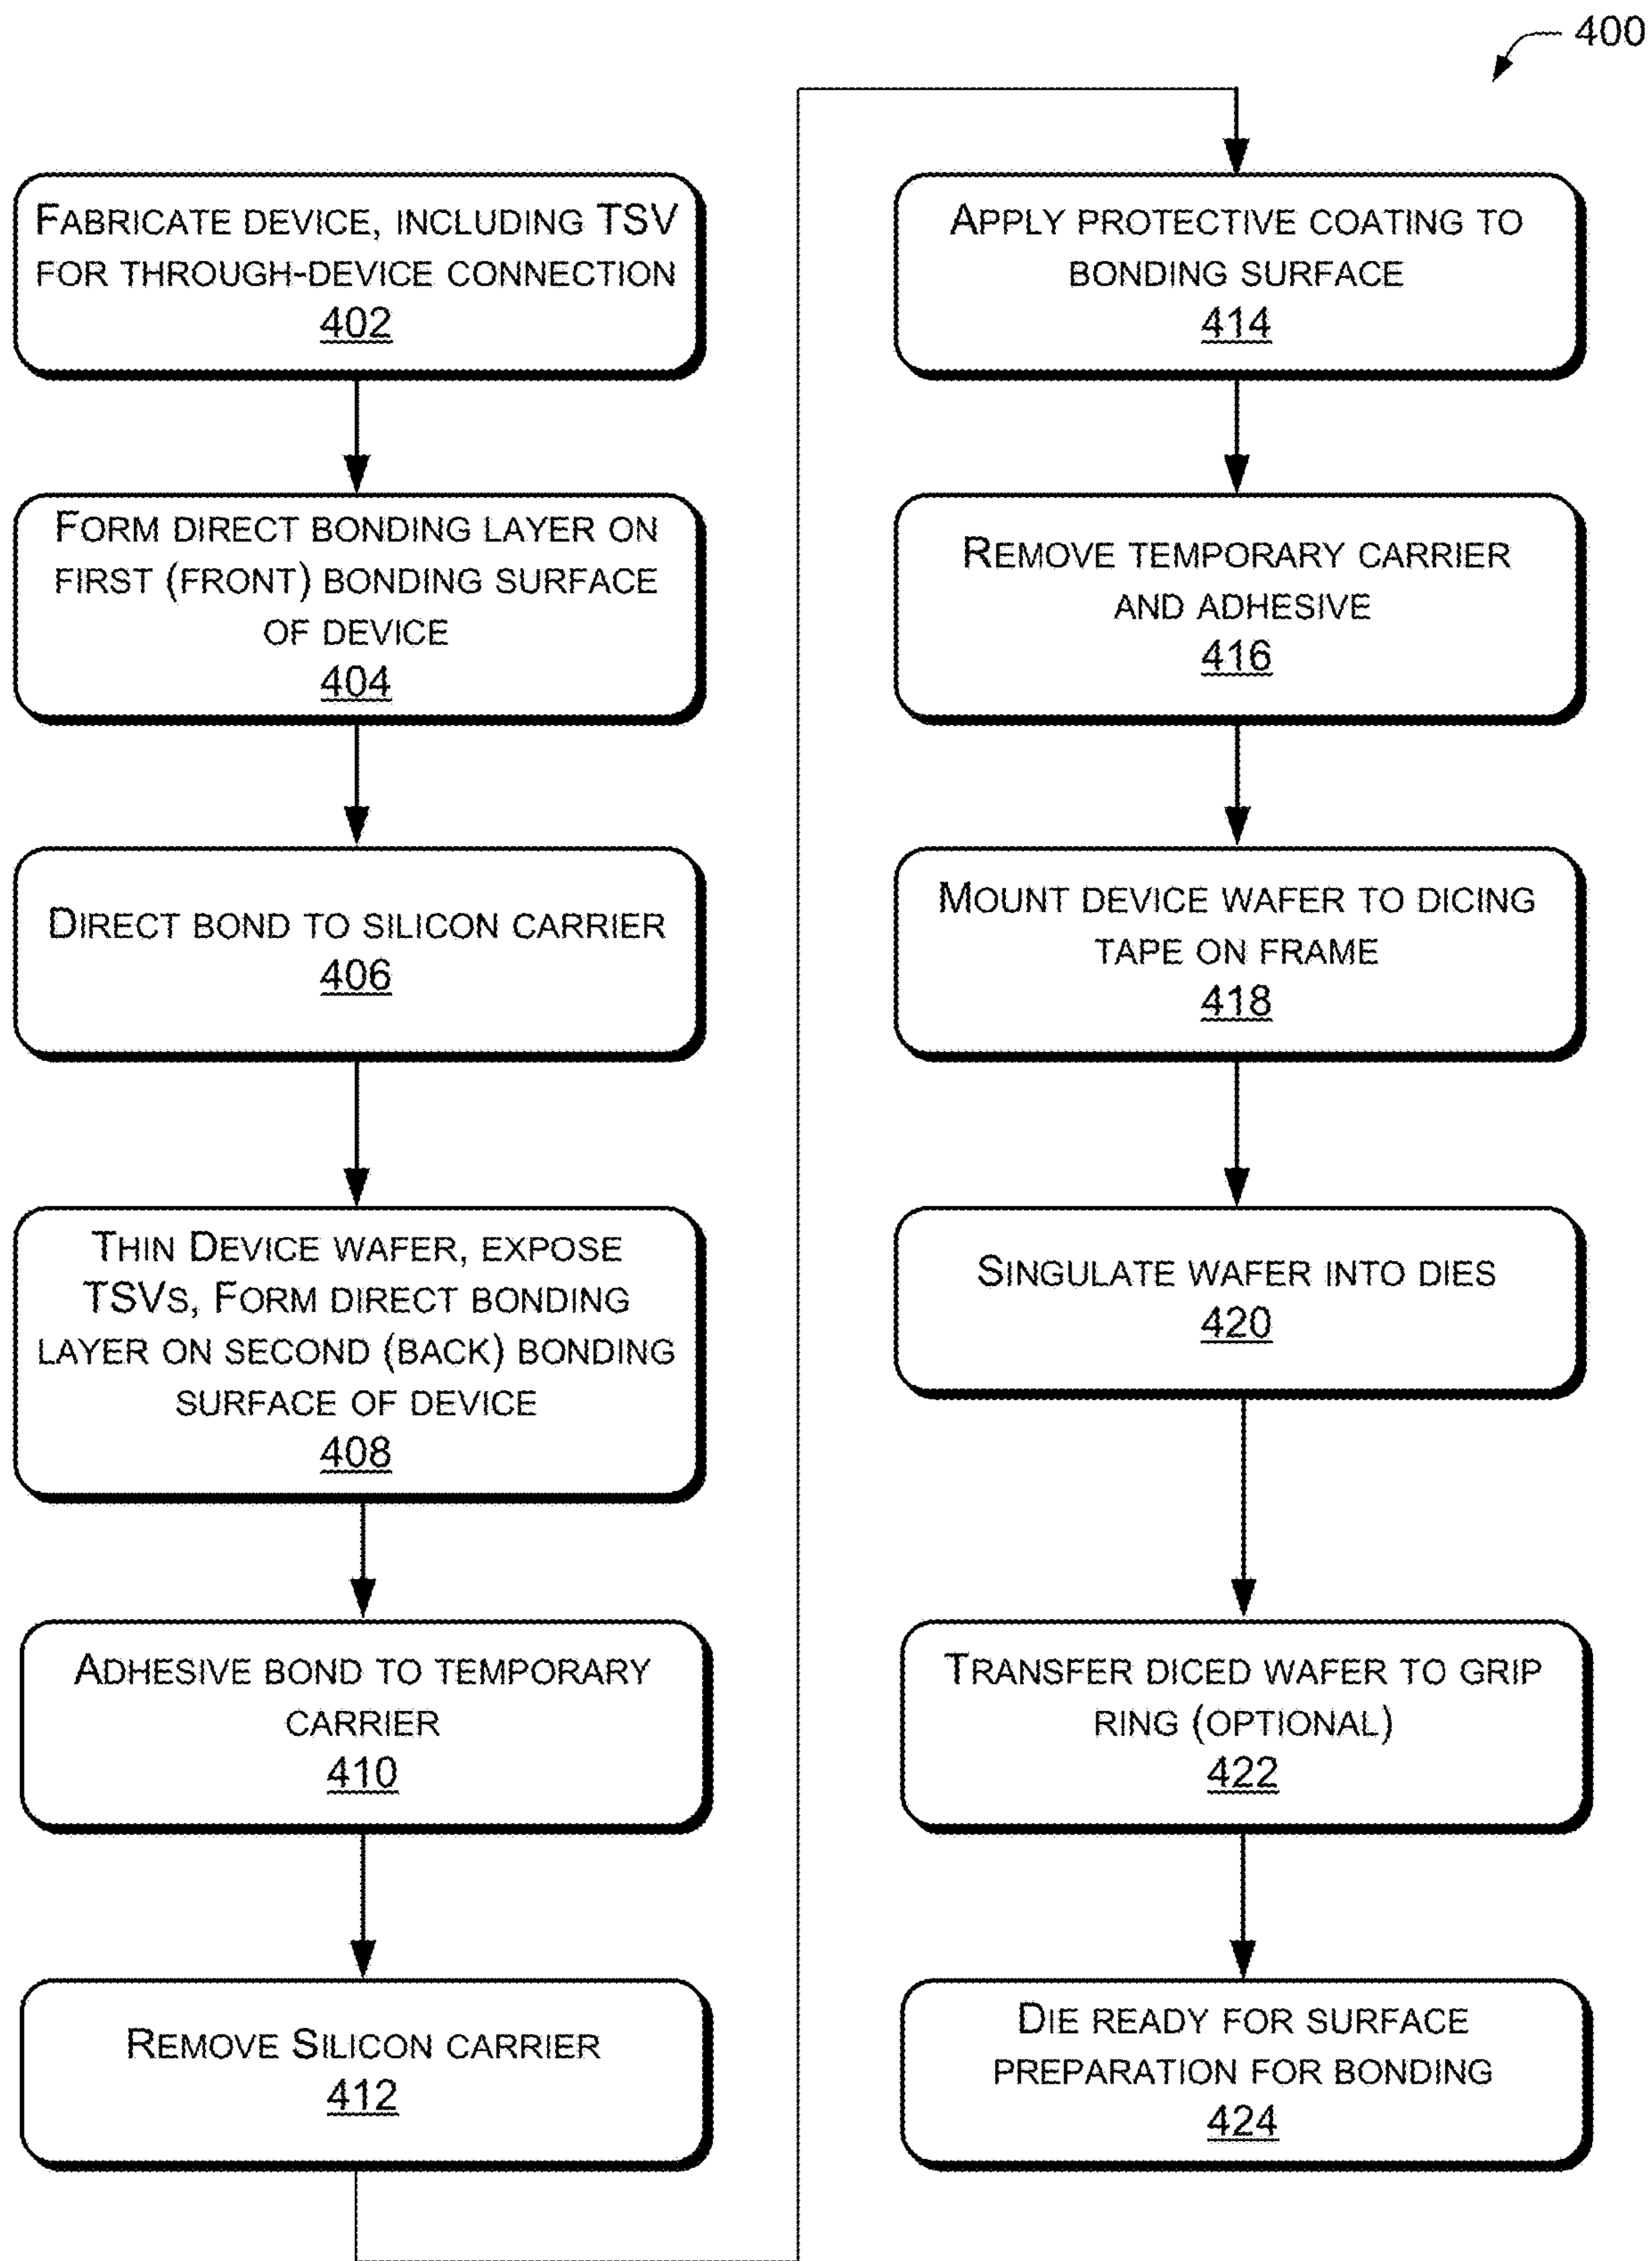 400
FABRICATE DEVICE, INCLUDING TSV
FOR THROUGH-DEVICE CONNECTION
402
FORM DIRECT BONDING LAYER ON
FIRST (FRONT) BONDING SURFACE
OF DEVICE
404
DIRECT BOND TO SILICON CARRIER
406
THIN DEVICE WAFER, EXPOSE
TSVS, FORM DIRECT BONDING
LAYER ON SECOND (BACK) BONDING
SURFACE OF DEVICE
408
ADHESIVE BOND TO TEMPORARY
CARRIER
410
REMOVE SILICON CARRIER
412
APPLY PROTECTIVE COATING TO
BONDING SURFACE
414
REMOVE TEMPORARY CARRIER
AND ADHESIVE
416
MOUNT DEVICE WAFER TO DICING
TAPE ON FRAME
418
SINGULATE WAFER INTO DIES
420
TRANSFER DICED WAFER TO GRIP
RING (OPTIONAL)
422
DIE READY FOR SURFACE
PREPARATION FOR BONDING
424